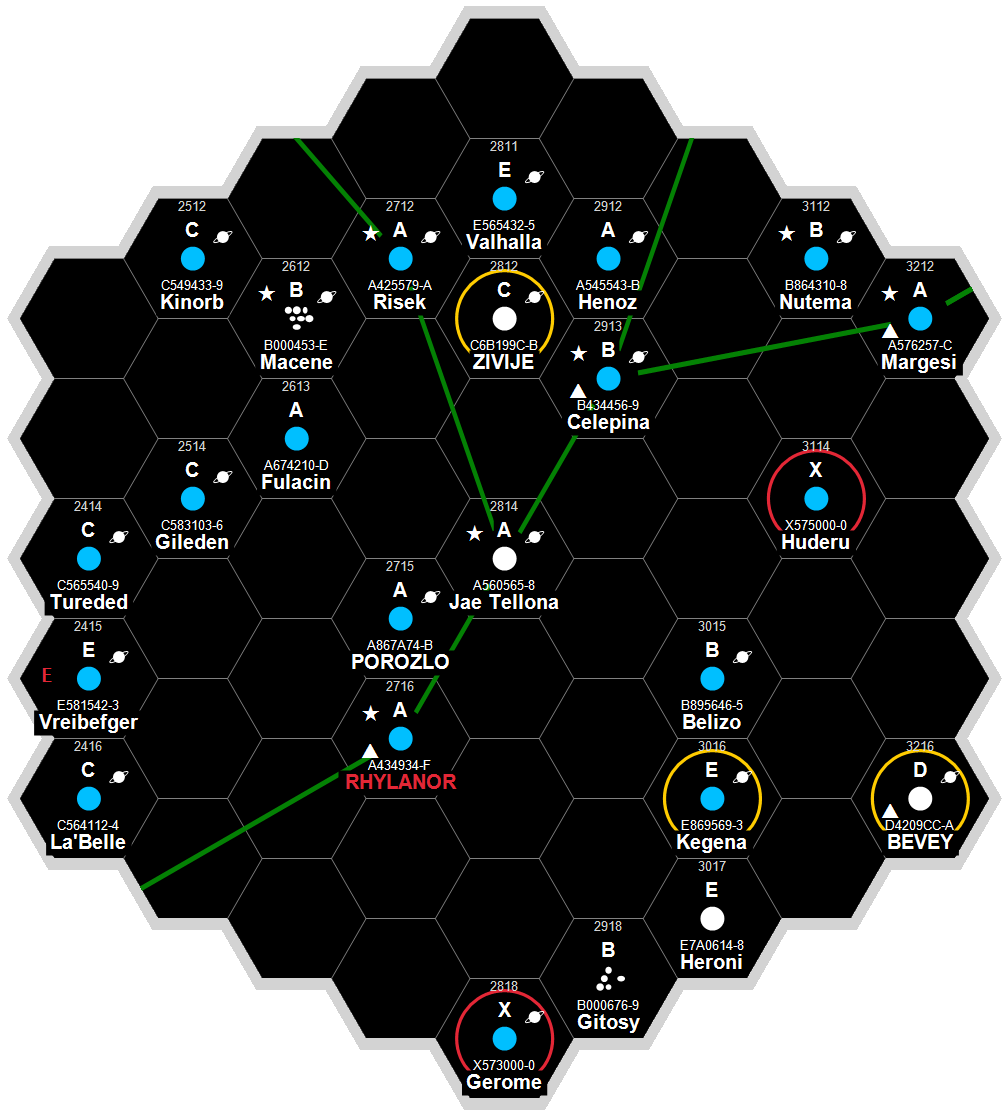 2811
E
E565432-5
Valhalla
2512
C
C549433-9
Kinorb
2712
A
A425579-A
Risek
2912
A
A545543-B
Henoz
3112
B
B864310-8
Nutema
2612
B
B000453-E
Macene
2812
C
C6B199C-B
ZIVIJE
3212
A
A576257-C
Margesi
2913
B
B434456-9
Celepina
2613
A
A674210-D
Fulacin
2514
C
C583103-6
Gileden
3114
X
X575000-0
Huderu
2414
C
C565540-9
Tureded
2814
A
A560565-8
Jae Tellona
2715
A
A867A74-B
POROZLO
2415
E
E
E581542-3
Vreibefger
3015
B
B895646-5
Belizo
2716
A
A434934-F
RHYLANOR
2416
C
C564112-4
La'Belle
3016
E
E869569-3
Kegena
3216
D
D4209CC-A
BEVEY
3017
E
E7A0614-8
Heroni
2918
B
B000676-9
Gitosy
2818
X
X573000-0
Gerome